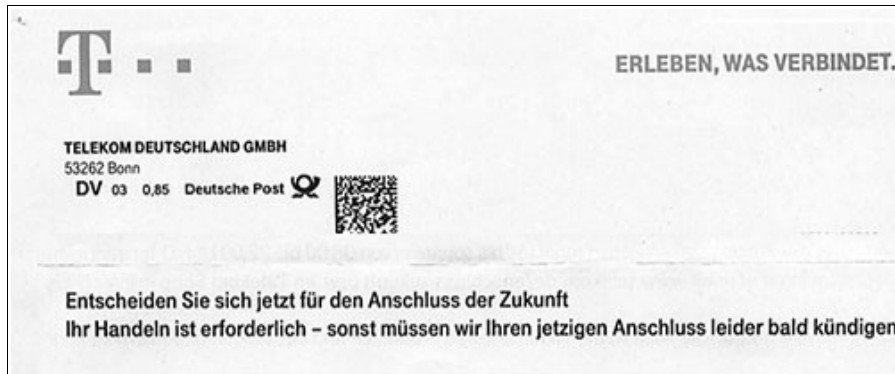 T
ERLEBEN, WAS VERBINDET.
TELEKOM DEUTSCHLAND GMBH
53262 Bonn
DV 03 0,85 Deutsche Post
Entscheiden Sie sich jetzt für den Anschluss der Zukunft
Ihr Handeln ist erforderlich – sonst müssen wir Ihren jetzigen Anschluss leider bald kündigen